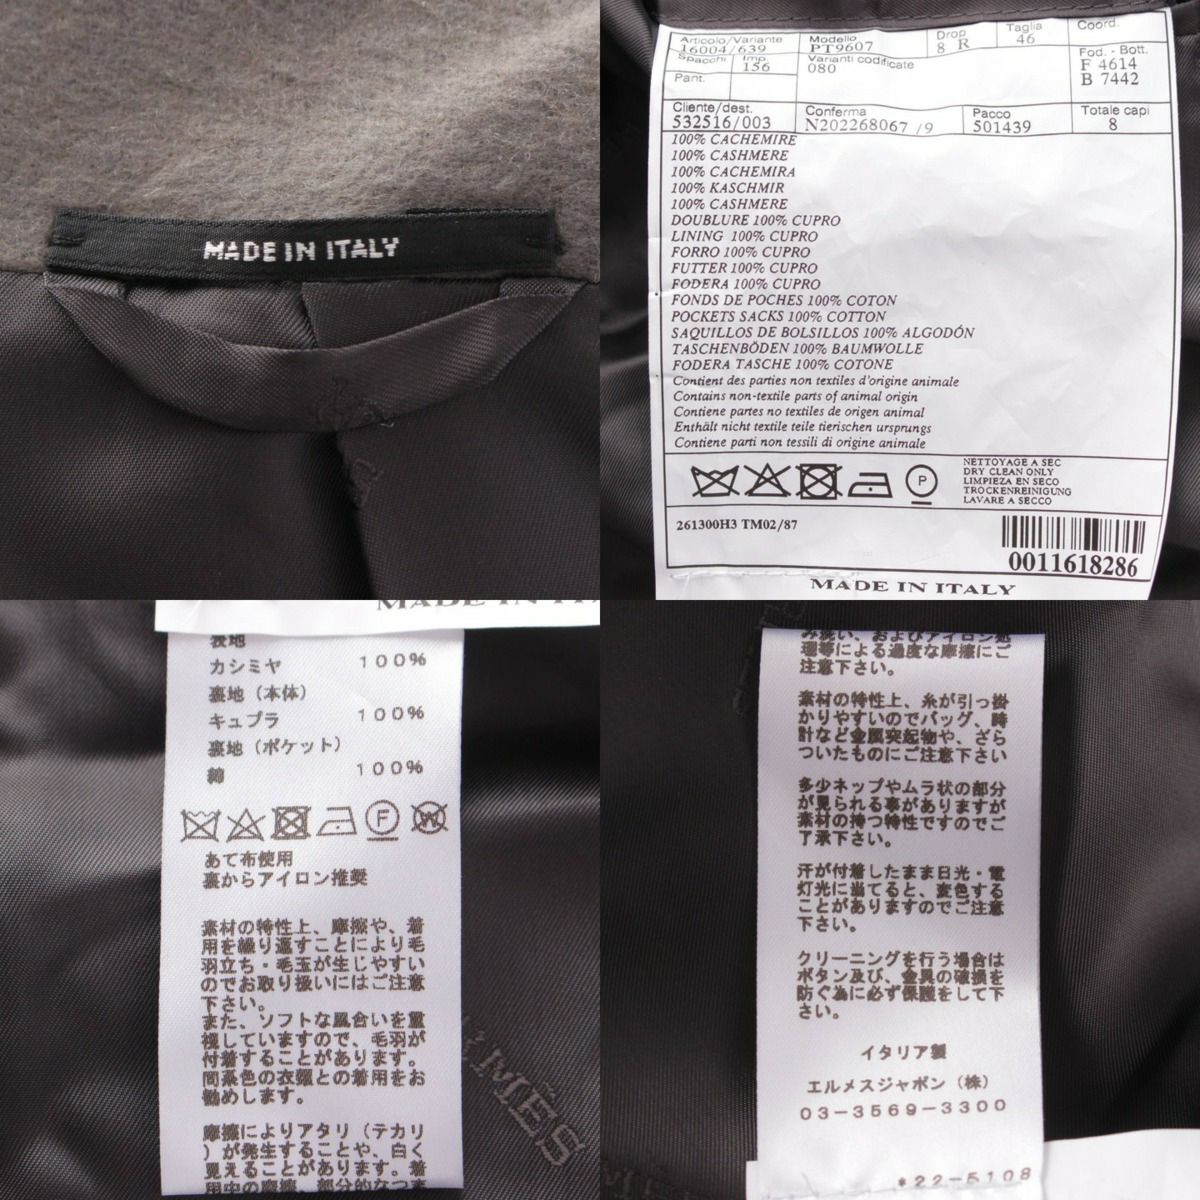 MADE IN ITALY
Articolo/Variante Modello Drop Taglia Coord.
16004/639 PT9607 8 R 46
Spacchi Imp. Varianti codificate Fod. - Bott.
156 080 F 4614
Pant. B 7442
Cliente/dest. Conferma Pacco Totale capi
532516/003 N202268067 /9 501439 8
100% CACHEMIRE
100% CASHMERE
100% CACHEMIRA
100% KASCHMIR
100% CASHMERE
DOUBLURE 100% CUPRO
LINING 100% CUPRO
FORRO 100% CUPRO
FUTTER 100% CUPRO
FODERA 100% CUPRO
FONDS DE POCHES 100% COTON
POCKETS SACKS 100% COTTON
SAQUILLOS DE BOLSILLOS 100% ALGODÓN
TASCHENBÖDEN 100% BAUMWOLLE
FODERA TASCHE 100% COTONE
Contient des parties non textiles d'origine animale
Contains non-textile parts of animal origin
Contiene partes no textiles de origen animal
Enthält nicht textile teile tierischen ursprungs
Contiene parti non tessili di origine animale
P
NETTOYAGE A SEC
DRY CLEAN ONLY
LIMPIEZA EN SECO
TROCKENREINIGUNG
LAVARE A SECCO
261300H3 TM02/87
0011618286
MADE IN ITALY
表地
カシミヤ 100%
裏地(本体)
キュプラ 100%
裏地(ポケット)
綿 100%
F W
あて布使用
裏からアイロン推奨
素材の特性上、摩擦や、着
用を繰り返すことにより毛
羽立ち・毛玉が生じやすい
のでお取り扱いにはご注意
下さい。
また、ソフトな風合いを重
視していますので、毛羽が
付着することがあります。
同系色の衣類との着用をお
勧めします。
摩擦によりアタリ(テカリ
)が発生することや、白く
見えることがあります。着
用中の摩擦、部分的なつま
み洗い、およびアイロン処
理等による過度な摩擦にご
注意下さい。
素材の特性上、糸が引っ掛
かりやすいのでバッグ、時
計など金属突起物や、ざら
ついたものにご注意下さい
多少ネップやムラ状の部分
が見られる事がありますが
素材の持つ特性ですのでご
了承下さい。
汗が付着したまま日光・電
灯光に当てると、変色する
ことがありますのでご注意
下さい。
クリーニングを行う場合は
ボタン及び、金具の破損を
防ぐ為に必ず保護をして下
さい。
イタリア製
エルメスジャポン(株)
03-3569-3300
*22-5108